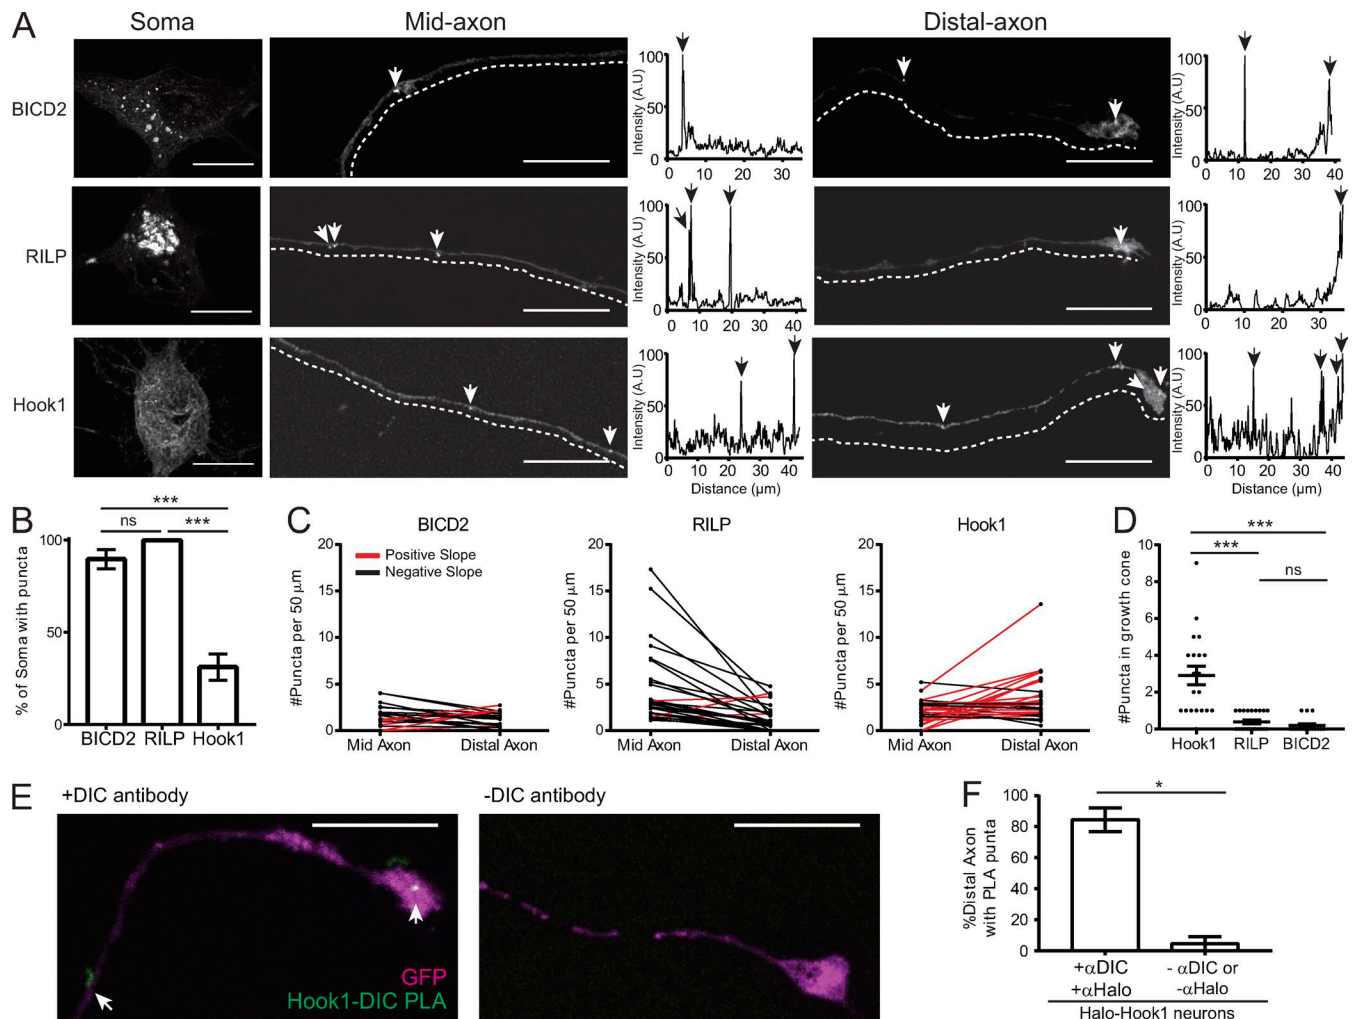 A
Soma
Mid-axon
Distal-axon
BICD2
Intensity (A.U)
100
50
0
0 10 20 30
Intensity (A.U)
100
50
0
0 10 20 30 40
RILP
Intensity (A.U)
100
50
0
0 10 20 30 40
Intensity (A.U)
100
50
0
0 10 20 30
Hook1
Intensity (A.U)
100
50
0
0 10 20 30 40
Distance (µm)
Intensity (A.U)
100
50
0
0 10 20 30 40
Distance (µm)
B
% of Soma with puncta
100
50
0
***
ns
***
BICD2 RILP Hook1
C
BICD2
#Puncta per 50 µm
20
15
10
5
0
Positive Slope
Negative Slope
Mid Axon
Distal Axon
RILP
#Puncta per 50 µm
20
15
10
5
0
Mid Axon
Distal Axon
Hook1
#Puncta per 50 µm
20
15
10
5
0
Mid Axon
Distal Axon
D
#Puncta in growth cone
10
8
6
4
2
0
***
***
ns
Hook1 RILP BICD2
E
+DIC antibody
-DIC antibody
GFP
Hook1-DIC PLA
F
%Distal Axon
with PLA punta
100
80
60
40
20
0
*
+αDIC
+αHalo
- αDIC or
-αHalo
Halo-Hook1 neurons